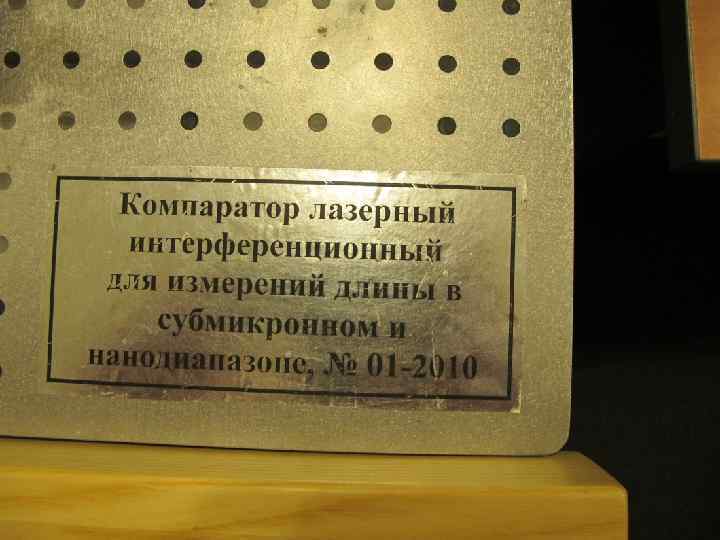 Компаратор лазерный
интерференционный
для измерений длины в
субмикронном и
нанодиапазоне, № 01-2010